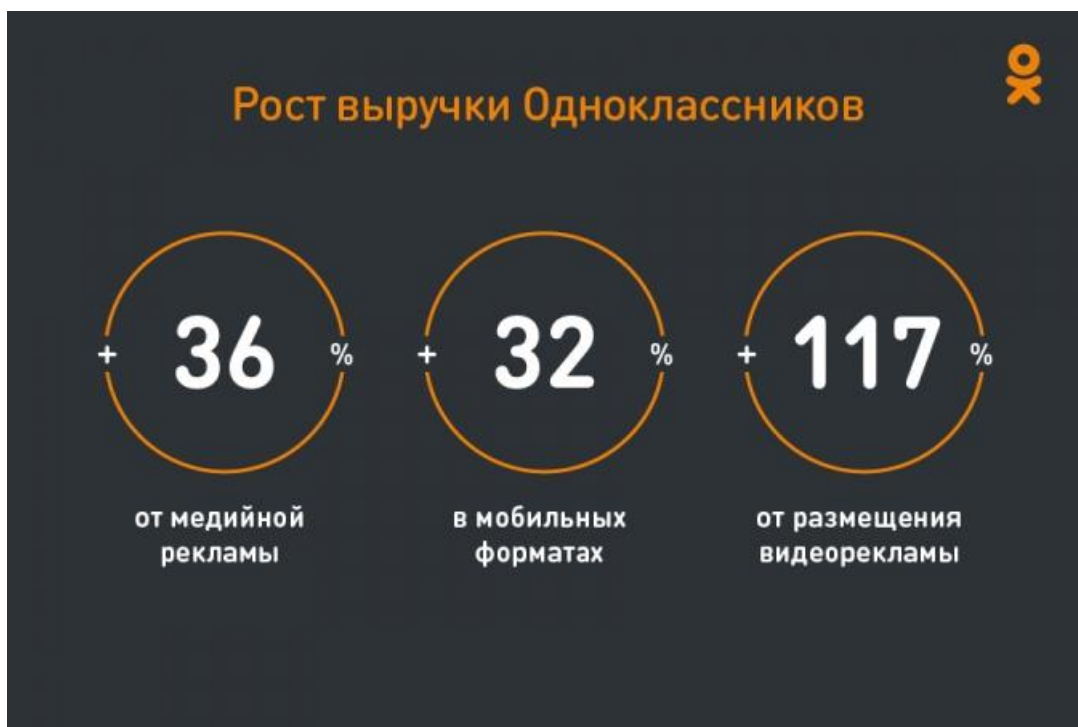 Рост выручки Одноклассников
+ 36 % + 32 % + 117 %
от медийной
рекламы
в мобильных
форматах
от размещения
видеорекламы